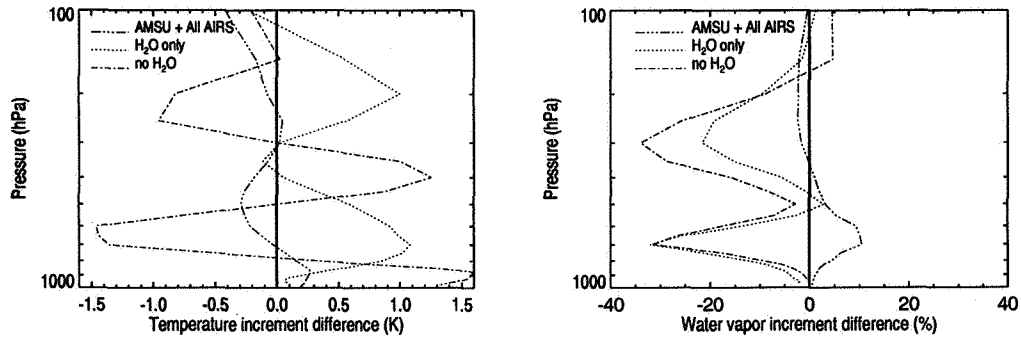 100
AMSU + All AIRS
H2O only
no H2O
Pressure (hPa)
1000
-1.5 -1.0 -0.5 0.0 0.5 1.0 1.5
Temperature increment difference (K)
100
AMSU + All AIRS
H2O only
no H2O
Pressure (hPa)
1000
-40 -20 0 20 40
Water vapor increment difference (%)